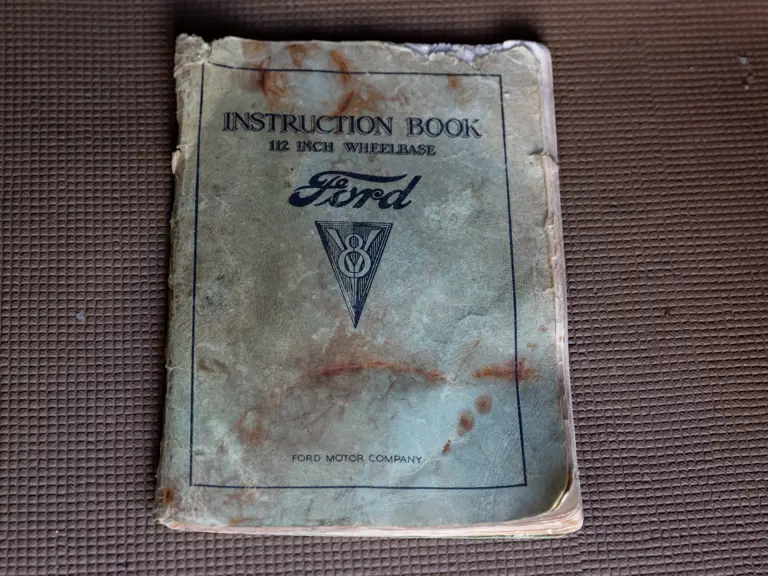 INSTRUCTION BOOK
112 INCH WHEELBASE
Ford
V8
FORD MOTOR COMPANY